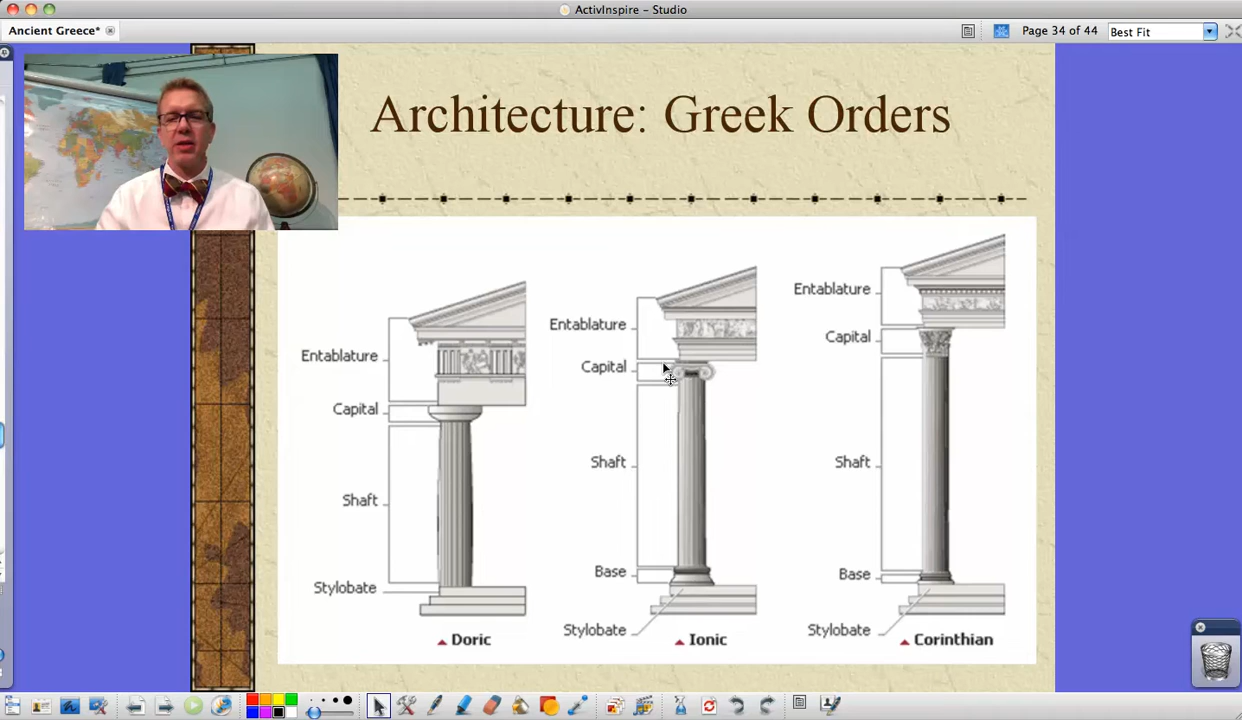 ActivInspire - Studio
Ancient Greece*
Page 34 of 44
Best Fit
Architecture: Greek Orders
Entablature
Capital
Shaft
Stylobate
Doric
Entablature
Capital
Shaft
Base
Stylobate
Ionic
Entablature
Capital
Shaft
Base
Stylobate
Corinthian